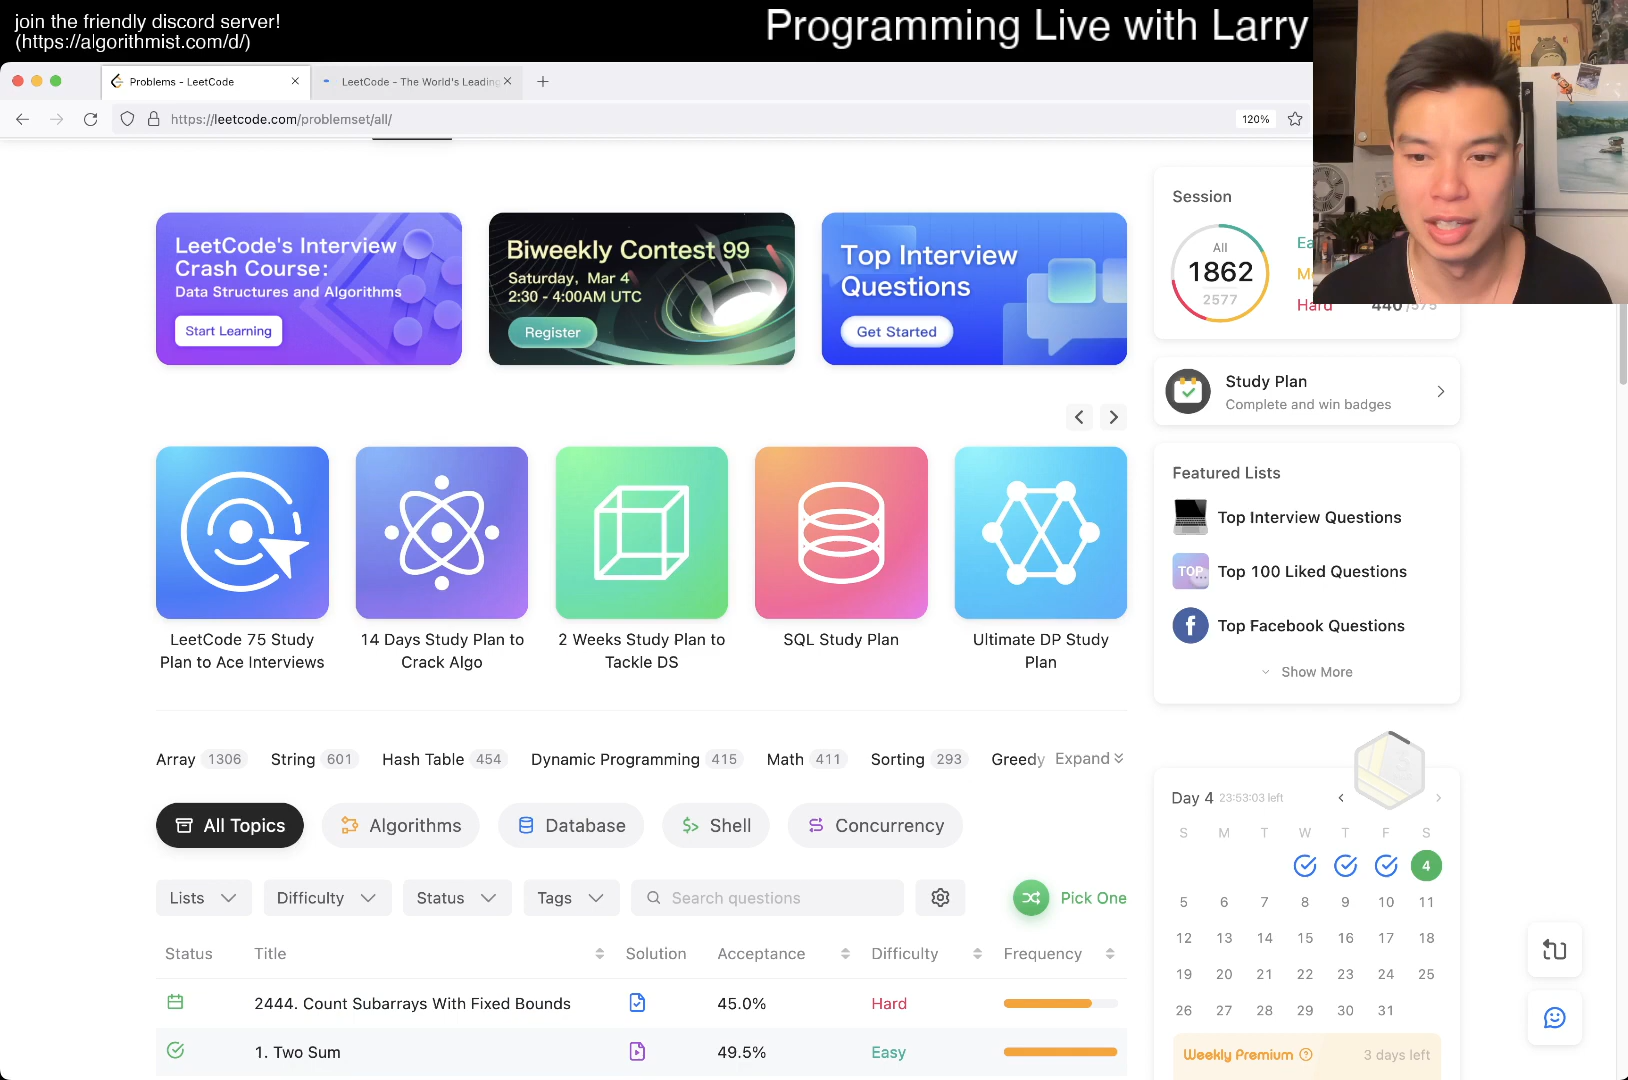 join the friendly discord server!
(https://algorithmist.com/d/)
Programming Live with Larry
Problems - LeetCode
LeetCode - The World's Leading
https://leetcode.com/problemset/all/
120%
LeetCode's Interview
Crash Course:
Data Structures and Algorithms
Start Learning
Biweekly Contest 99
Saturday, Mar 4
2:30 - 4:00AM UTC
Register
Top Interview
Questions
Get Started
Session
All
1862
2577
Ea
Hard 440 /575
Study Plan
Complete and win badges
Featured Lists
Top Interview Questions
TOP
Top 100 Liked Questions
Top Facebook Questions
Show More
LeetCode 75 Study
Plan to Ace Interviews
14 Days Study Plan to
Crack Algo
2 Weeks Study Plan to
Tackle DS
SQL Study Plan
Ultimate DP Study
Plan
Array 1306 String 601 Hash Table 454 Dynamic Programming 415 Math 411 Sorting 293 Greedy Expand
All Topics Algorithms Database Shell Concurrency
Lists Difficulty Status Tags Search questions Pick One
Status Title Solution Acceptance Difficulty Frequency
2444. Count Subarrays With Fixed Bounds 45.0% Hard
1. Two Sum 49.5% Easy
Day 4 23:53:03 left
S M T W T F S
4
5 6 7 8 9 10 11
12 13 14 15 16 17 18
19 20 21 22 23 24 25
26 27 28 29 30 31
Weekly Premium 3 days left